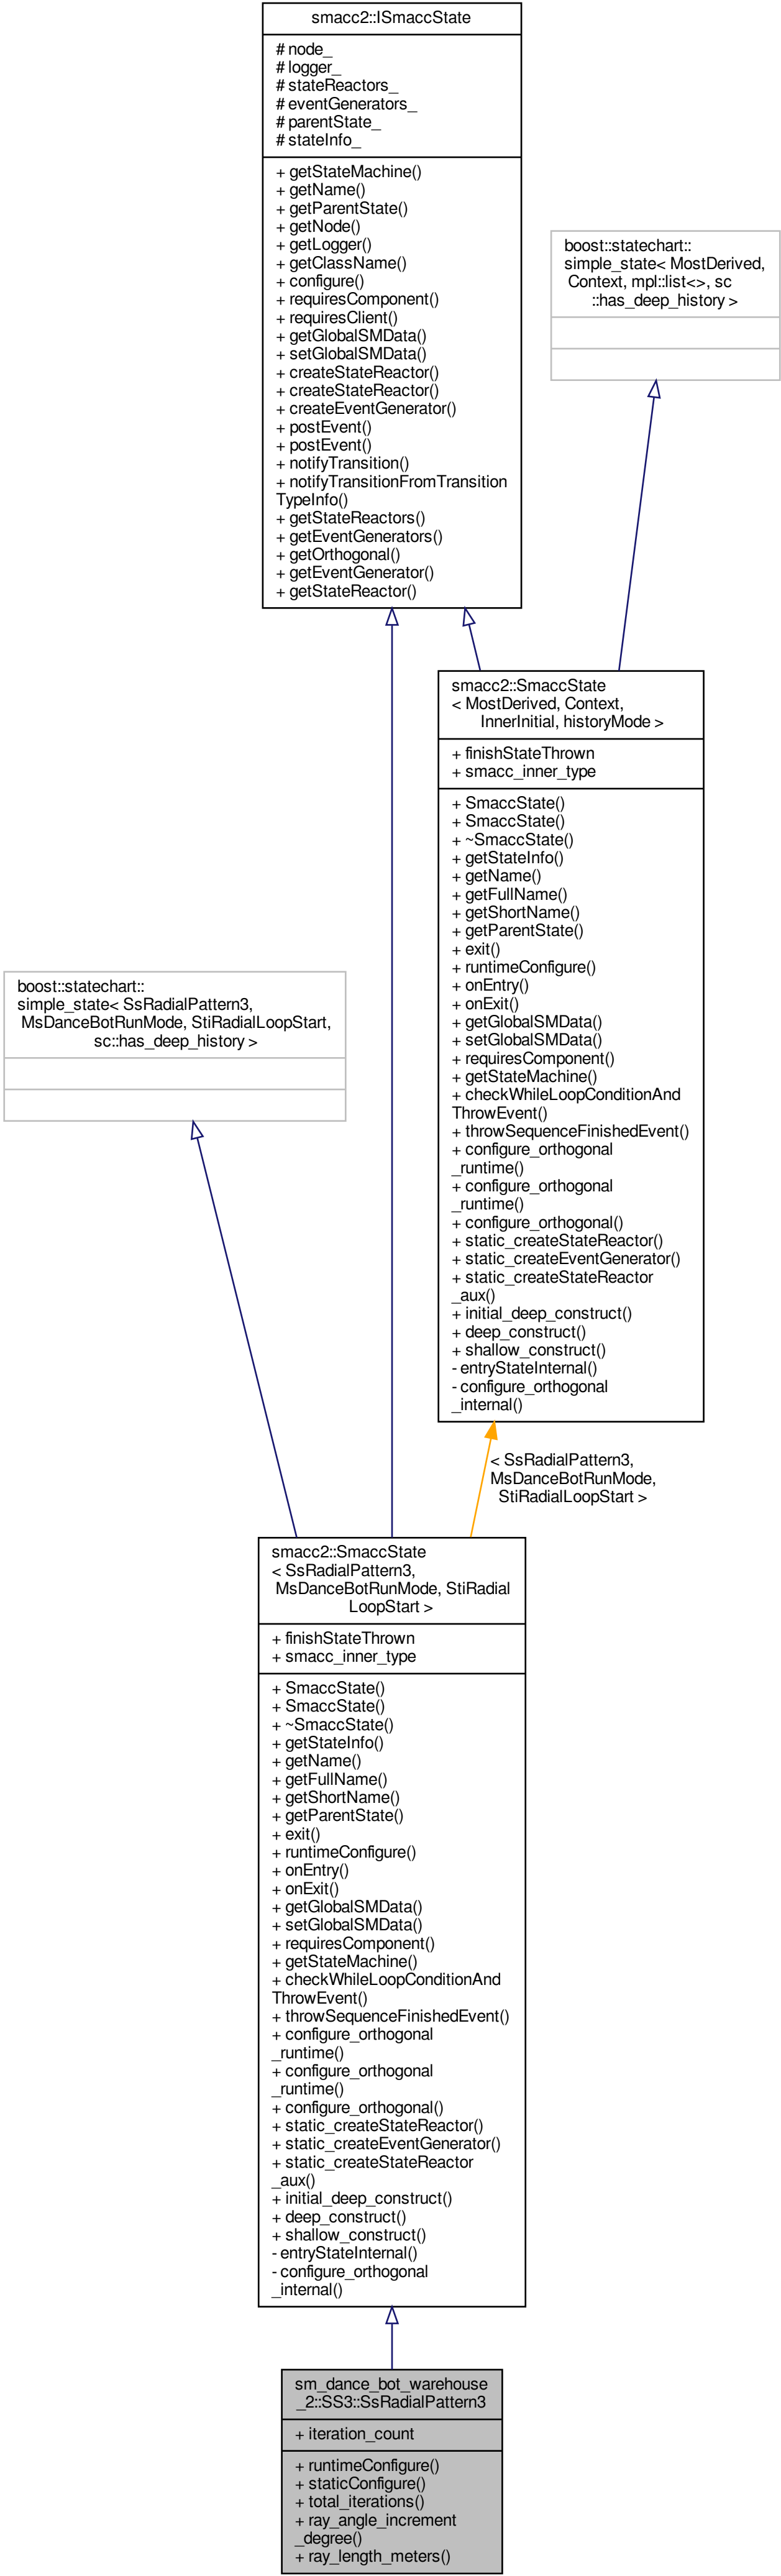 smacc2::ISmaccState
# node_
# logger_
# stateReactors_
# eventGenerators_
# parentState_
# stateInfo_
+ getStateMachine()
+ getName()
+ getParentState()
+ getNode()
+ getLogger()
+ getClassName()
+ configure()
+ requiresComponent()
+ requiresClient()
+ getGlobalSMData()
+ setGlobalSMData()
+ createStateReactor()
+ createStateReactor()
+ createEventGenerator()
+ postEvent()
+ postEvent()
+ notifyTransition()
+ notifyTransitionFromTransition
TypeInfo()
+ getStateReactors()
+ getEventGenerators()
+ getOrthogonal()
+ getEventGenerator()
+ getStateReactor()
boost::statechart::
simple_state< MostDerived,
Context, mpl::list<>, sc
::has_deep_history >
smacc2::SmaccState
< MostDerived, Context,
InnerInitial, historyMode >
+ finishStateThrown
+ smacc_inner_type
+ SmaccState()
+ SmaccState()
+ ~SmaccState()
+ getStateInfo()
+ getName()
+ getFullName()
+ getShortName()
+ getParentState()
+ exit()
+ runtimeConfigure()
+ onEntry()
+ onExit()
+ getGlobalSMData()
+ setGlobalSMData()
+ requiresComponent()
+ getStateMachine()
+ checkWhileLoopConditionAnd
ThrowEvent()
+ throwSequenceFinishedEvent()
+ configure_orthogonal
_runtime()
+ configure_orthogonal
_runtime()
+ configure_orthogonal()
+ static_createStateReactor()
+ static_createEventGenerator()
+ static_createStateReactor
_aux()
+ initial_deep_construct()
+ deep_construct()
+ shallow_construct()
- entryStateInternal()
- configure_orthogonal
_internal()
boost::statechart::
simple_state< SsRadialPattern3,
MsDanceBotRunMode, StiRadialLoopStart,
sc::has_deep_history >
< SsRadialPattern3,
MsDanceBotRunMode,
StiRadialLoopStart >
smacc2::SmaccState
< SsRadialPattern3,
MsDanceBotRunMode, StiRadial
LoopStart >
+ finishStateThrown
+ smacc_inner_type
+ SmaccState()
+ SmaccState()
+ ~SmaccState()
+ getStateInfo()
+ getName()
+ getFullName()
+ getShortName()
+ getParentState()
+ exit()
+ runtimeConfigure()
+ onEntry()
+ onExit()
+ getGlobalSMData()
+ setGlobalSMData()
+ requiresComponent()
+ getStateMachine()
+ checkWhileLoopConditionAnd
ThrowEvent()
+ throwSequenceFinishedEvent()
+ configure_orthogonal
_runtime()
+ configure_orthogonal
_runtime()
+ configure_orthogonal()
+ static_createStateReactor()
+ static_createEventGenerator()
+ static_createStateReactor
_aux()
+ initial_deep_construct()
+ deep_construct()
+ shallow_construct()
- entryStateInternal()
- configure_orthogonal
_internal()
sm_dance_bot_warehouse
_2::SS3::SsRadialPattern3
+ iteration_count
+ runtimeConfigure()
+ staticConfigure()
+ total_iterations()
+ ray_angle_increment
_degree()
+ ray_length_meters()